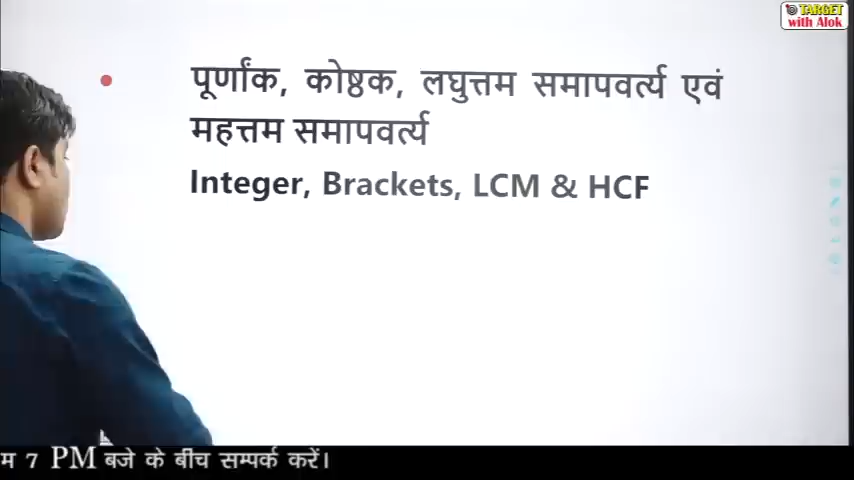 TARGET
with Alok
पूर्णांक, कोष्ठक, लघुत्तम समापवर्त्य एवं
महत्तम समापवर्त्य
Integer, Brackets, LCM & HCF
म 7 PM बजे के बीच सम्पर्क करें।